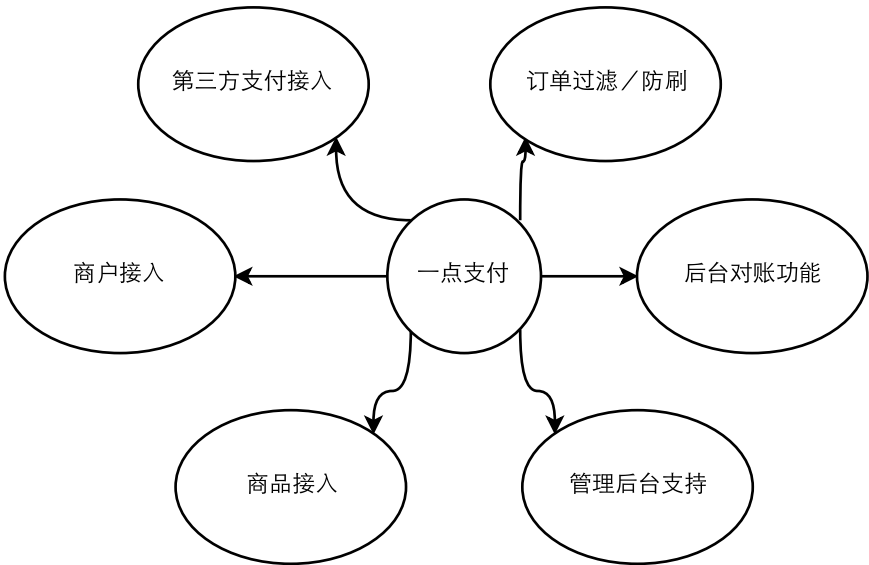 第三方支付接入
订单过滤／防刷
商户接入
一点支付
后台对账功能
商品接入
管理后台支持